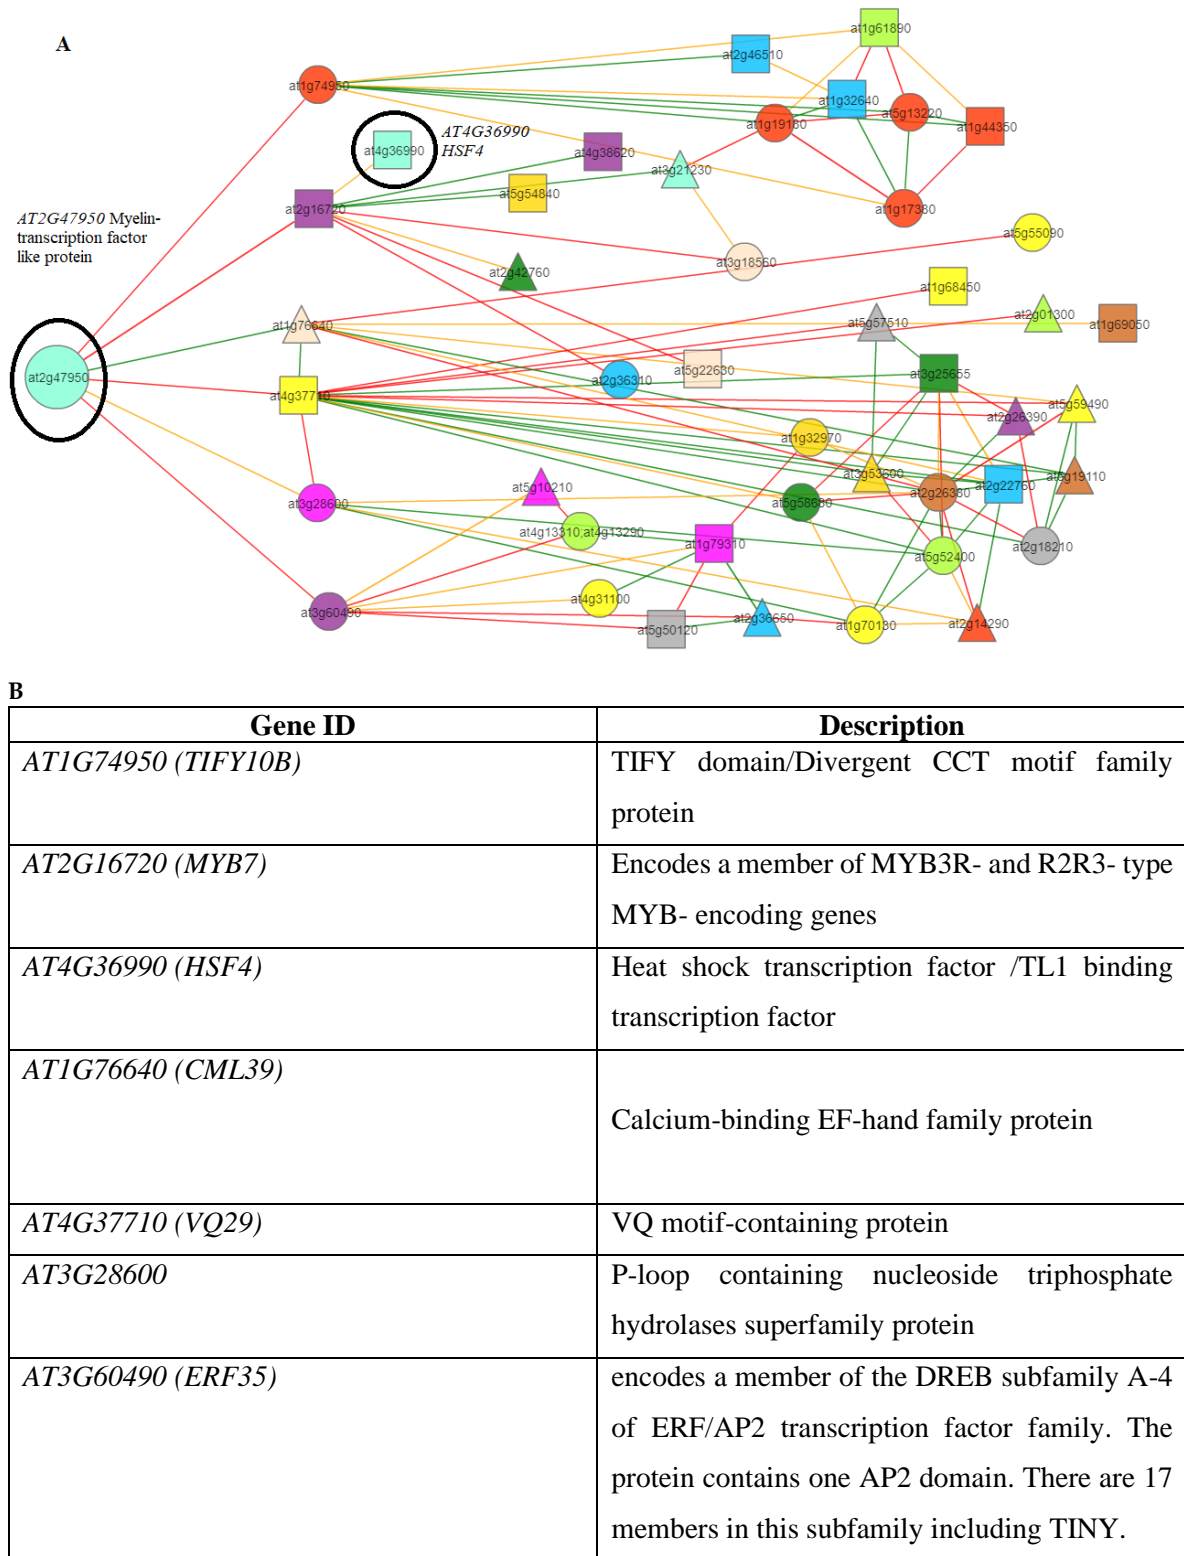 A
at1g61890
at2g46510
at1g74950
at1g32640
at5g13220
at1g19180
at1g44350
AT4G36990
HSF4
at4g36990
at4g38620
at3g21230
at5g54840
at2g16720
at1g17380
AT2G47950 Myelin-
transcription factor
like protein
at5g55090
at3g18560
at2g42760
at1g68450
at2g01300
at1g76640
at5g57510
at1g69050
at2g47950
at2g36310
at5g22630
at3g25655
at4g37710
at5g59490
at2g26390
at1g32970
at3g53600
at5g19110
at2g22760
at2g26380
at5g10210
at3g28600
at5g58680
at4g13310;at4g13290
at1g79310
at2g18210
at5g52400
at4g31100
at3g60490
at2g36650
at5g50120
at1g70130
at2g14290
B
Gene ID
Description
AT1G74950 (TIFY10B)
TIFY domain/Divergent CCT motif family
protein
AT2G16720 (MYB7)
Encodes a member of MYB3R- and R2R3- type
MYB- encoding genes
AT4G36990 (HSF4)
Heat shock transcription factor /TL1 binding
transcription factor
AT1G76640 (CML39)
Calcium-binding EF-hand family protein
AT4G37710 (VQ29)
VQ motif-containing protein
AT3G28600
P-loop containing nucleoside triphosphate
hydrolases superfamily protein
AT3G60490 (ERF35)
encodes a member of the DREB subfamily A-4
of ERF/AP2 transcription factor family. The
protein contains one AP2 domain. There are 17
members in this subfamily including TINY.